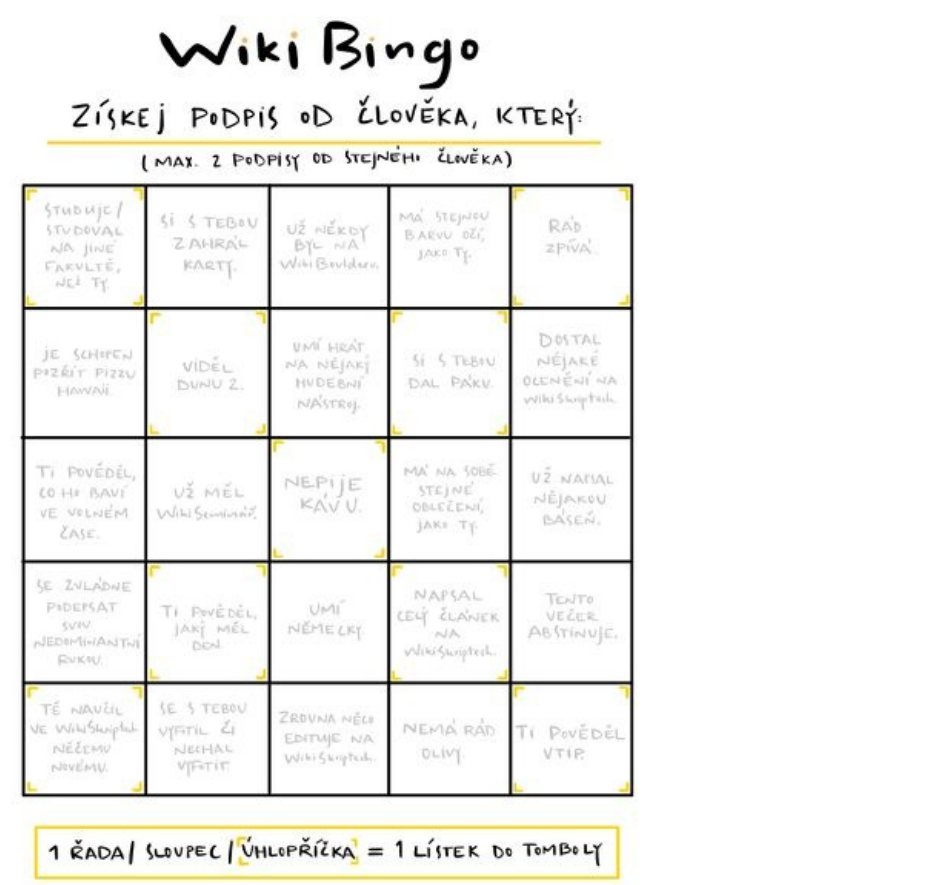 Wiki Bingo
ZÍSKEJ PODPIS OD ČLOVĚKA, KTERÝ:
(MAX. 2 PODPISY OD STEJNÉHO ČLOVĚKA)
STUDUJE/
STUDOVAL
NA JINÉ
FAKULTĚ,
NEŽ TY.
SI S TEBOU
ZAHRÁL
KARTY.
UŽ NĚKDY
BYL NA
WikiBoulderu.
MÁ STEJNOU
BARVU OČÍ,
JAKO TY.
RÁD
ZPÍVÁ.
JE SCHOPEN
POZŘÍT PIZZU
HAWAII.
VIDĚL
DUNU 2.
UMÍ HRÁT
NA NĚJAKÝ
HUDEBNÍ
NÁSTROJ.
SI S TEBOU
DAL PÁKU.
DOSTAL
NĚJAKÉ
OCENĚNÍ NA
WikiSkriptech.
TI POVĚDĚL,
CO HO BAVÍ
VE VOLNÉM
ČASE.
UŽ MĚL
WikiSeminář.
NEPIJE
KÁVU.
MÁ NA SOBĚ
STEJNÉ
OBLEČENÍ,
JAKO TY.
UŽ NAPSAL
NĚJAKOU
BÁSEŇ.
SE ZVLÁDNE
PODEPSAT
SVOU
NEDOMINANTNÍ
RUKOU.
TI POVĚDĚL,
JAKÝ MĚL
DEN.
UMÍ
NĚMECKY.
NAPSAL
CELÝ ČLÁNEK
NA
WikiSkriptech.
TENTO
VEČER
ABSTINUJE.
TĚ NAUČIL
VE WikiSkriptech
NĚČEMU
NOVÉMU.
SE S TEBOU
VYFOTIL ČI
NECHAL
VYFOTIT.
ZROVNA NĚCO
EDITUJE NA
WikiSkriptech.
NEMÁ RÁD
OLIVY.
TI POVĚDĚL
VTIP.
1 ŘADA/ SLOUPEC/ ÚHLOPŘÍČKA = 1 LÍSTEK DO TOMBOLY